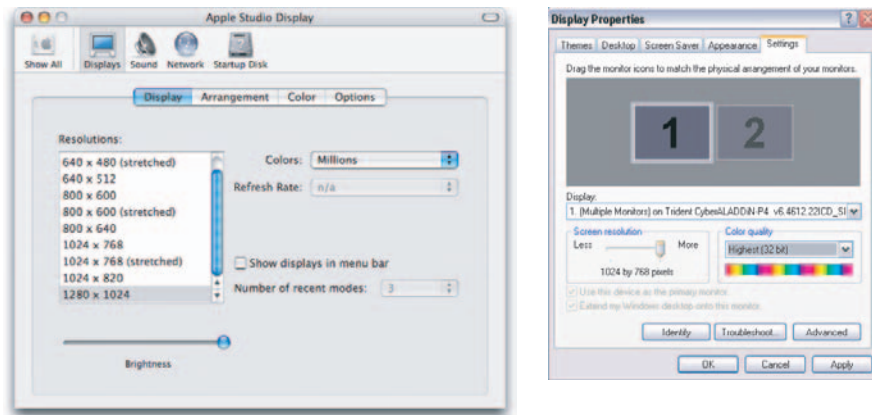 Apple Studio Display
Show All Displays Sound Network Startup Disk
Display Arrangement Color Options
Resolutions:
640 x 480 (stretched)
640 x 512
800 x 600
800 x 600 (stretched)
800 x 640
1024 x 768
1024 x 768 (stretched)
1024 x 820
1280 x 1024
Colors: Millions
Refresh Rate: n/a
Show displays in menu bar
Number of recent modes: 3
Brightness
Display Properties
Themes Desktop Screen Saver Appearance Settings
Drag the monitor icons to match the physical arrangement of your monitors.
1 2
Display:
1. (Multiple Monitors) on Trident CyberALADDiN-P4 v6.4612.22ICD_SI
Screen resolution
Less More
1024 by 768 pixels
Color quality
Highest (32 bit)
Use this device as the primary monitor.
Extend my Windows desktop onto this monitor.
Identify Troubleshoot... Advanced
OK Cancel Apply